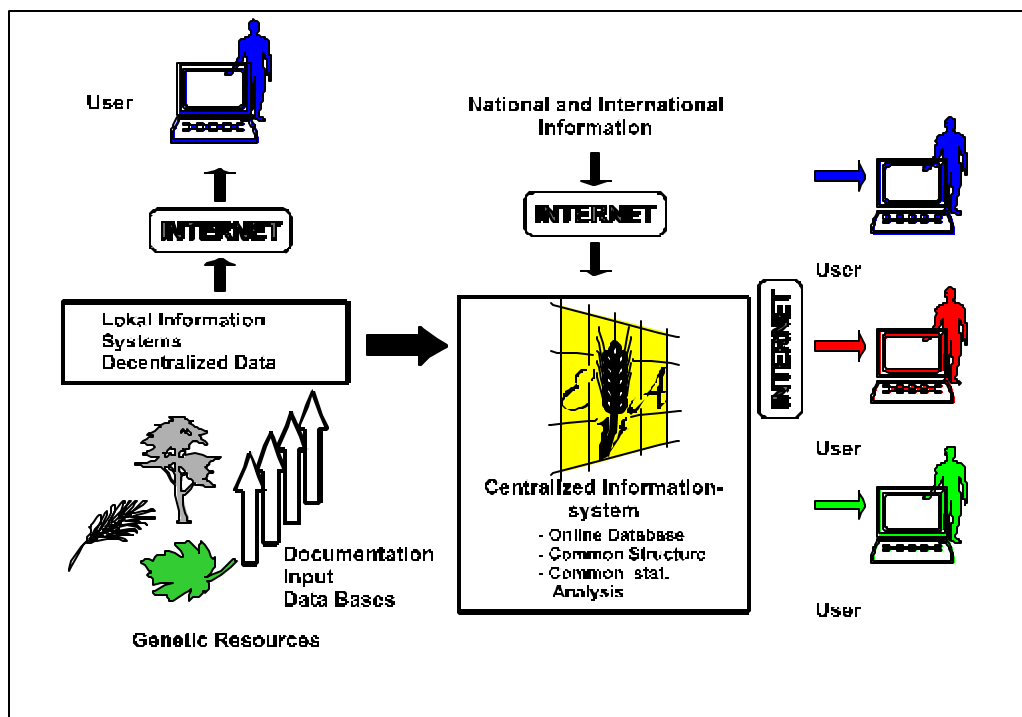 User
National and International
Information
INTERNET
INTERNET
User
Lokal Information
Systems
Decentralized Data
INTERNET
User
Centralized Information-
system
- Online Database
- Common Structure
- Common stat.
Analysis
Documentation
Input
Data Bases
User
Genetic Resources